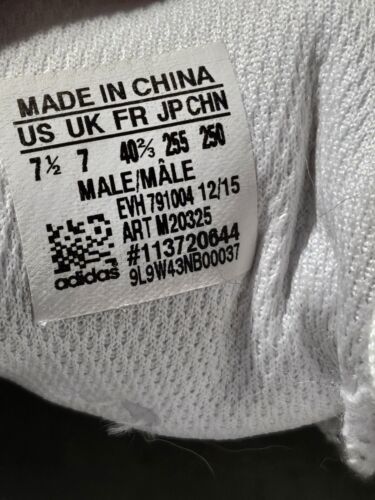 MADE IN CHINA
US UK FR JP CHN
7½ 7 40⅔ 255 250
MALE/MÂLE
EVH 791004 12/15
ART M20325
#113720644
9L9W43NB00037
adidas